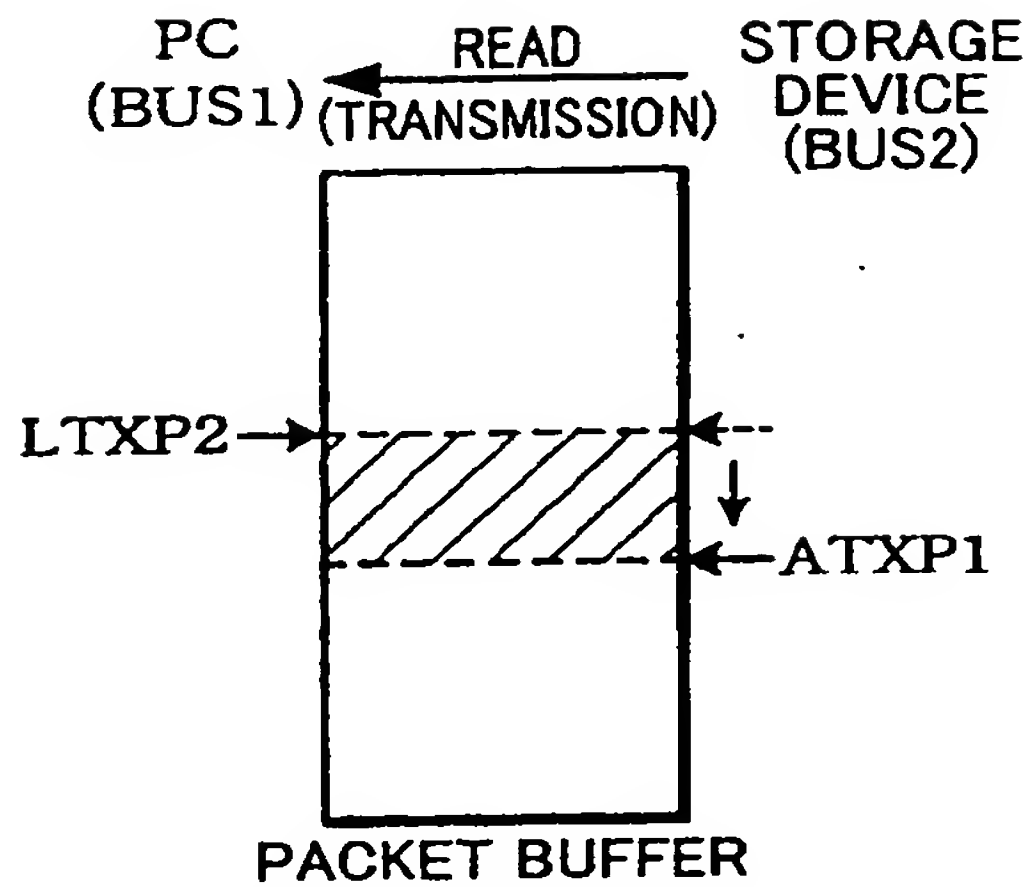 PC
(BUS1)
READ
(TRANSMISSION)
STORAGE
DEVICE
(BUS2)
LTXP2
ATXP1
PACKET BUFFER